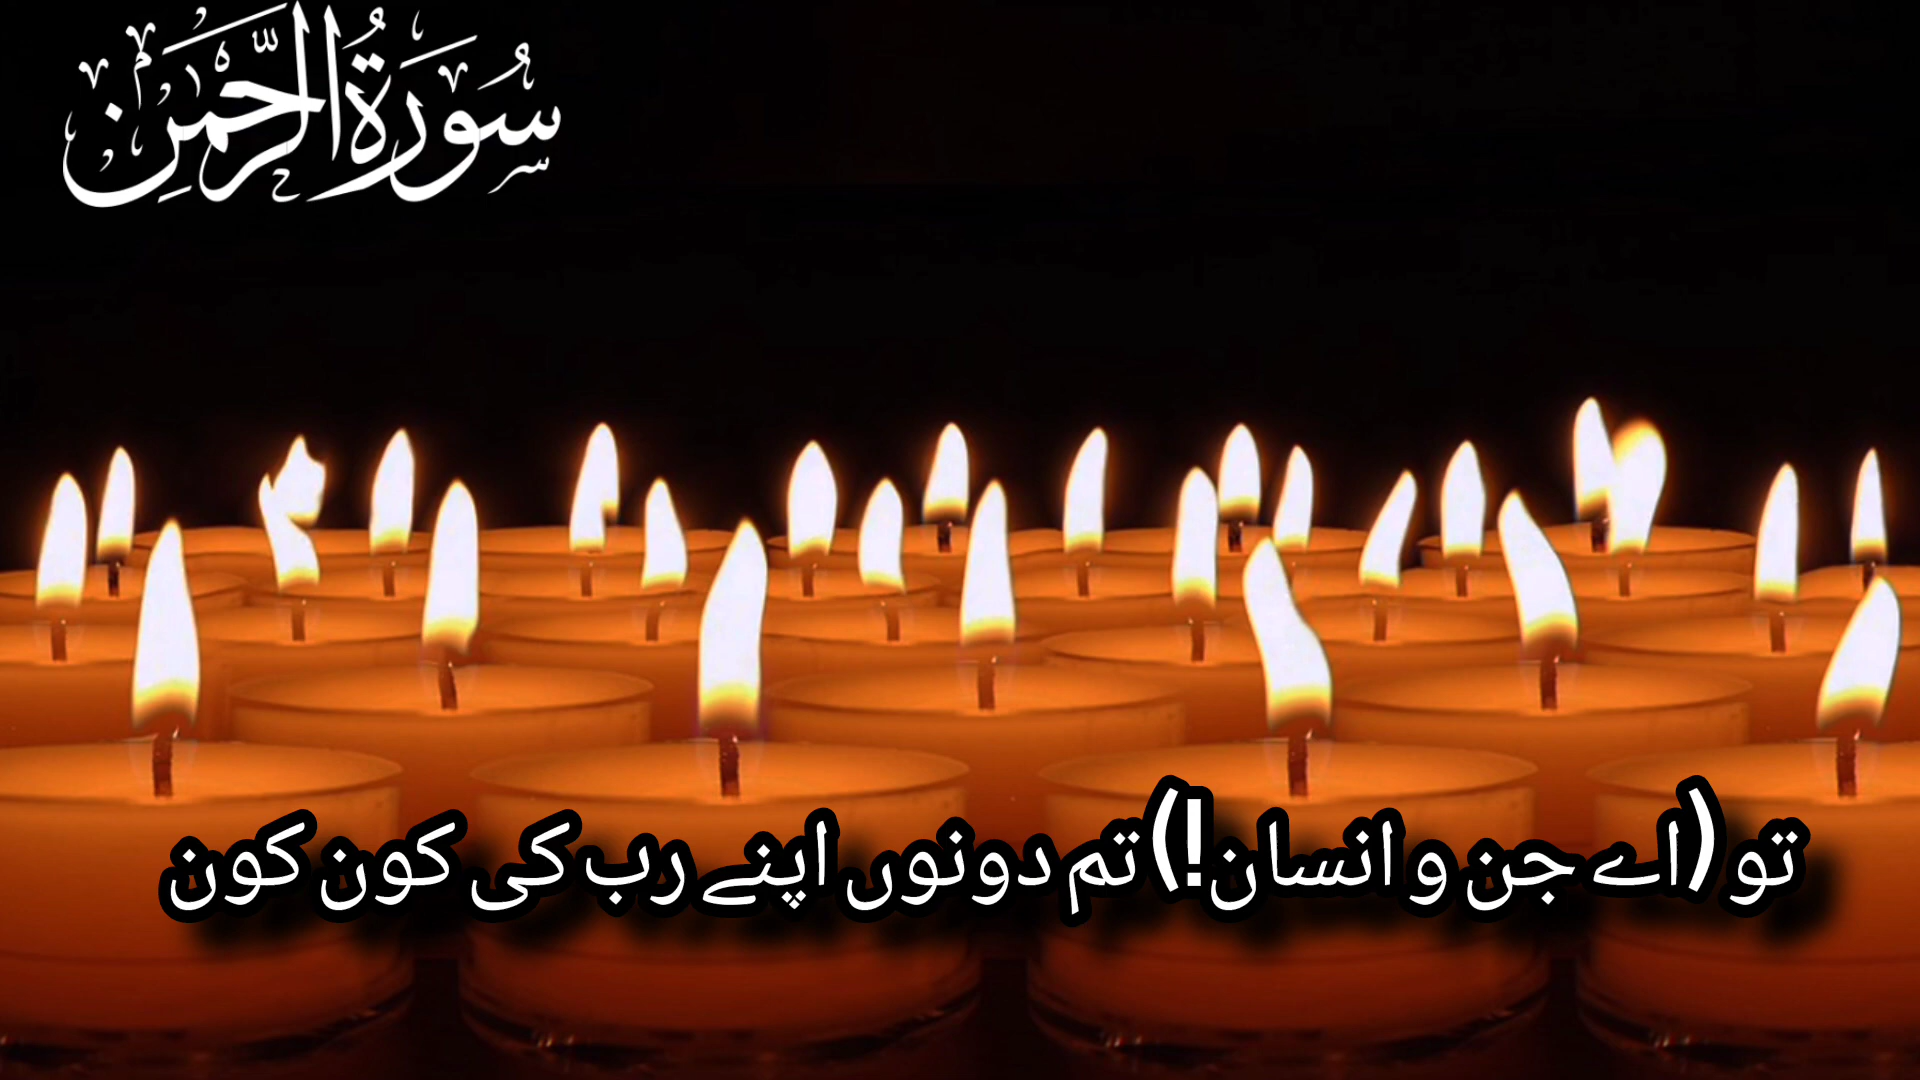 سُورَةُ الرَّحْمٰنِ
تو (اے جن و انسان!) تم دونوں اپنے رب کی کون کون